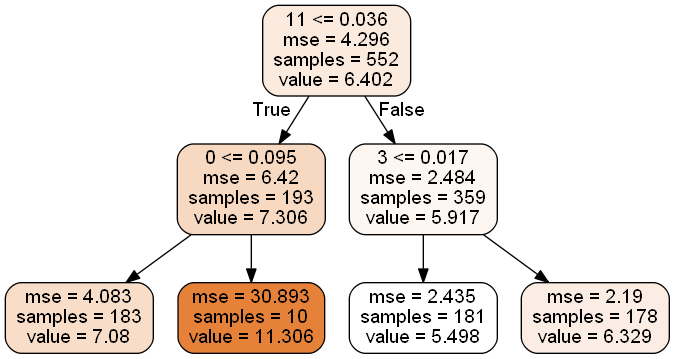 11 <= 0.036
mse = 4.296
samples = 552
value = 6.402
True
False
0 <= 0.095
mse = 6.42
samples = 193
value = 7.306
3 <= 0.017
mse = 2.484
samples = 359
value = 5.917
mse = 4.083
samples = 183
value = 7.08
mse = 30.893
samples = 10
value = 11.306
mse = 2.435
samples = 181
value = 5.498
mse = 2.19
samples = 178
value = 6.329